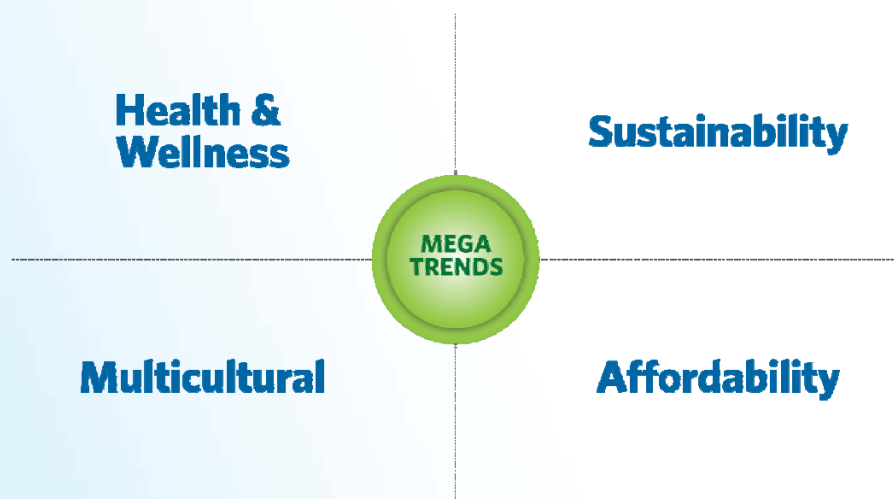 Health &
Wellness
Sustainability
MEGA
TRENDS
Multicultural
Affordability